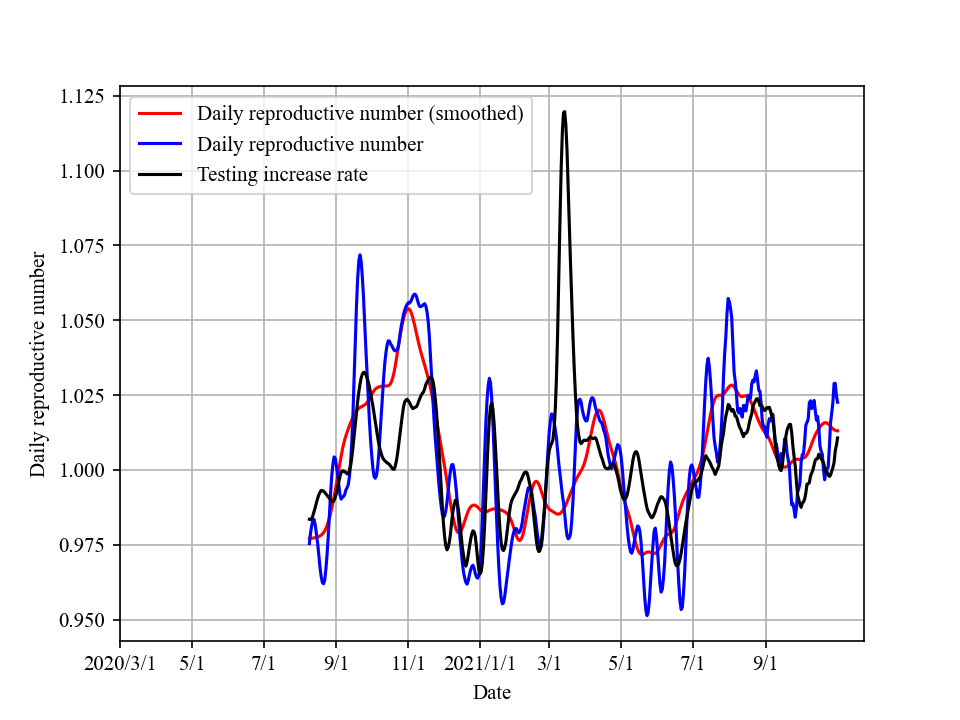 Daily reproductive number (smoothed)
Daily reproductive number
Testing increase rate
Daily reproductive number
1.125
1.100
1.075
1.050
1.025
1.000
0.975
0.950
2020/3/1 5/1 7/1 9/1 11/1 2021/1/1 3/1 5/1 7/1 9/1
Date